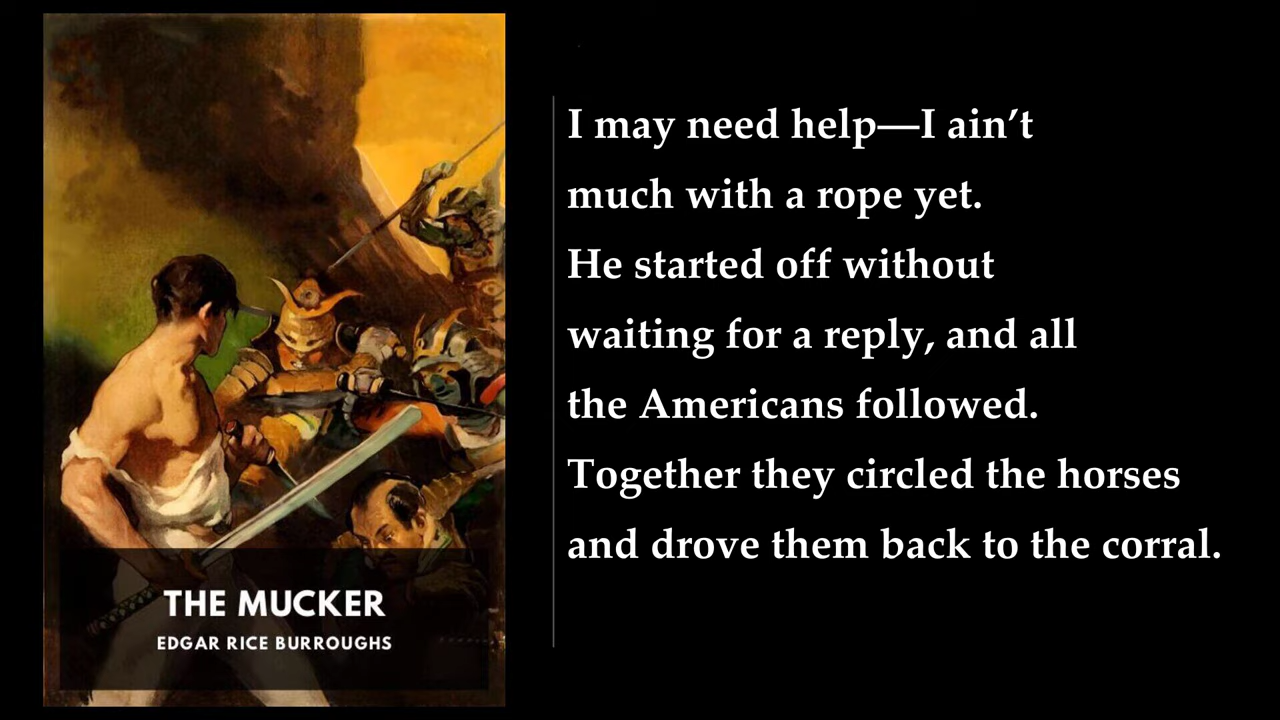 I may need help—I ain’t
much with a rope yet.
He started off without
waiting for a reply, and all
the Americans followed.
Together they circled the horses
and drove them back to the corral.
THE MUCKER
EDGAR RICE BURROUGHS